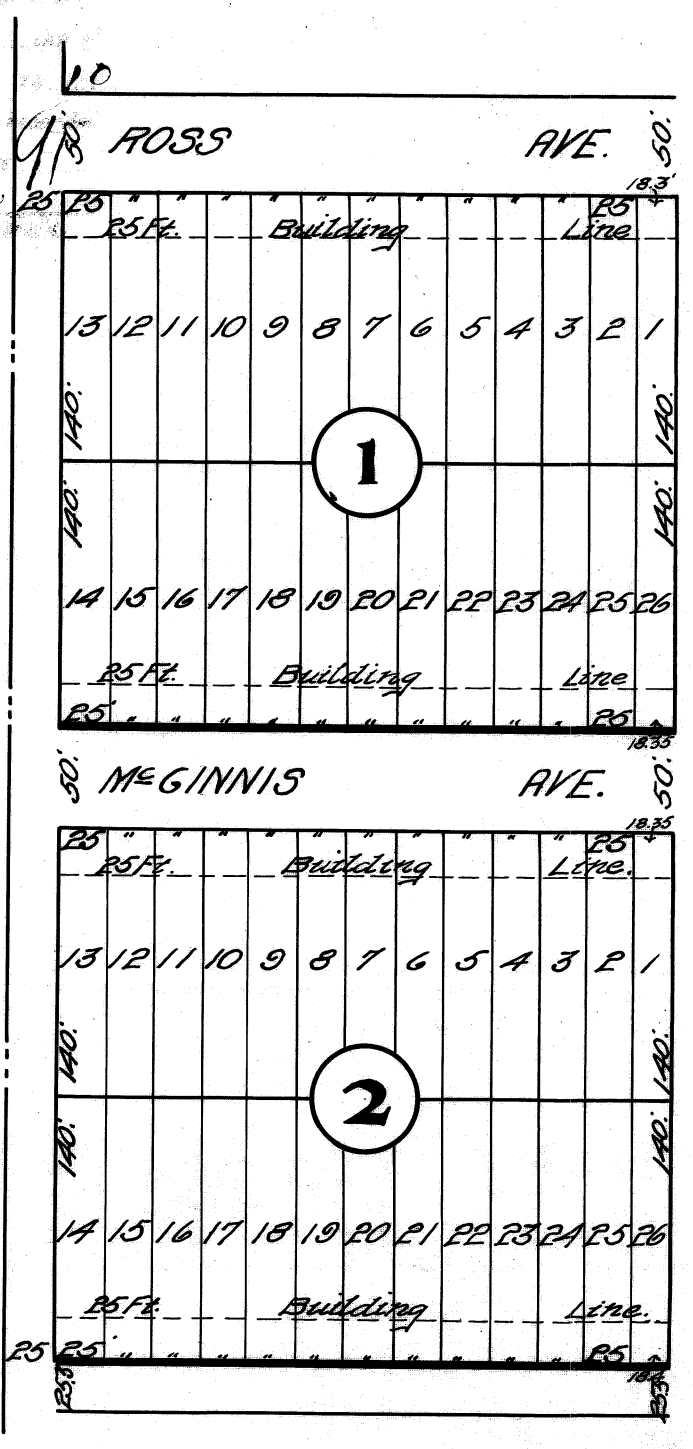 10
50' ROSS AVE. 50'
18.3'
25 25 " " " " " " " " " " 25
25 Ft. Building Line
13 12 11 10 9 8 7 6 5 4 3 2 1
140' 140'
1
140' 140'
14 15 16 17 18 19 20 21 22 23 24 25 26
25 Ft. Building Line
25' " " " " " " " " " " 25
18.35
50' McGINNIS AVE. 50'
18.35
25 " " " " " " " " " " 25
25 Ft. Building Line.
13 12 11 10 9 8 7 6 5 4 3 2 1
140' 140'
2
140' 140'
14 15 16 17 18 19 20 21 22 23 24 25 26
25 Ft. Building Line.
25 25' " " " " " " " " " " 25